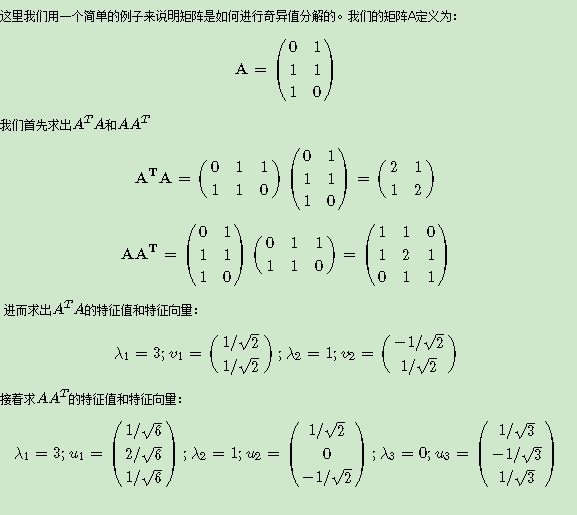 这里我们用一个简单的例子来说明矩阵是如何进行奇异值分解的。我们的矩阵A定义为：
$$\mathbf{A} = \begin{pmatrix} 0 & 1 \\ 1 & 1 \\ 1 & 0 \end{pmatrix}$$
我们首先求出$A^TA$和$AA^T$
$$\mathbf{A^TA} = \begin{pmatrix} 0 & 1 & 1 \\ 1 & 1 & 0 \end{pmatrix} \begin{pmatrix} 0 & 1 \\ 1 & 1 \\ 1 & 0 \end{pmatrix} = \begin{pmatrix} 2 & 1 \\ 1 & 2 \end{pmatrix}$$
$$\mathbf{AA^T} = \begin{pmatrix} 0 & 1 \\ 1 & 1 \\ 1 & 0 \end{pmatrix} \begin{pmatrix} 0 & 1 & 1 \\ 1 & 1 & 0 \end{pmatrix} = \begin{pmatrix} 1 & 1 & 0 \\ 1 & 2 & 1 \\ 0 & 1 & 1 \end{pmatrix}$$
进而求出$A^TA$的特征值和特征向量：
$$\lambda_1 = 3; v_1 = \begin{pmatrix} 1/\sqrt{2} \\ 1/\sqrt{2} \end{pmatrix}; \lambda_2 = 1; v_2 = \begin{pmatrix} -1/\sqrt{2} \\ 1/\sqrt{2} \end{pmatrix}$$
接着求$AA^T$的特征值和特征向量：
$$\lambda_1 = 3; u_1 = \begin{pmatrix} 1/\sqrt{6} \\ 2/\sqrt{6} \\ 1/\sqrt{6} \end{pmatrix}; \lambda_2 = 1; u_2 = \begin{pmatrix} 1/\sqrt{2} \\ 0 \\ -1/\sqrt{2} \end{pmatrix}; \lambda_3 = 0; u_3 = \begin{pmatrix} 1/\sqrt{3} \\ -1/\sqrt{3} \\ 1/\sqrt{3} \end{pmatrix}$$